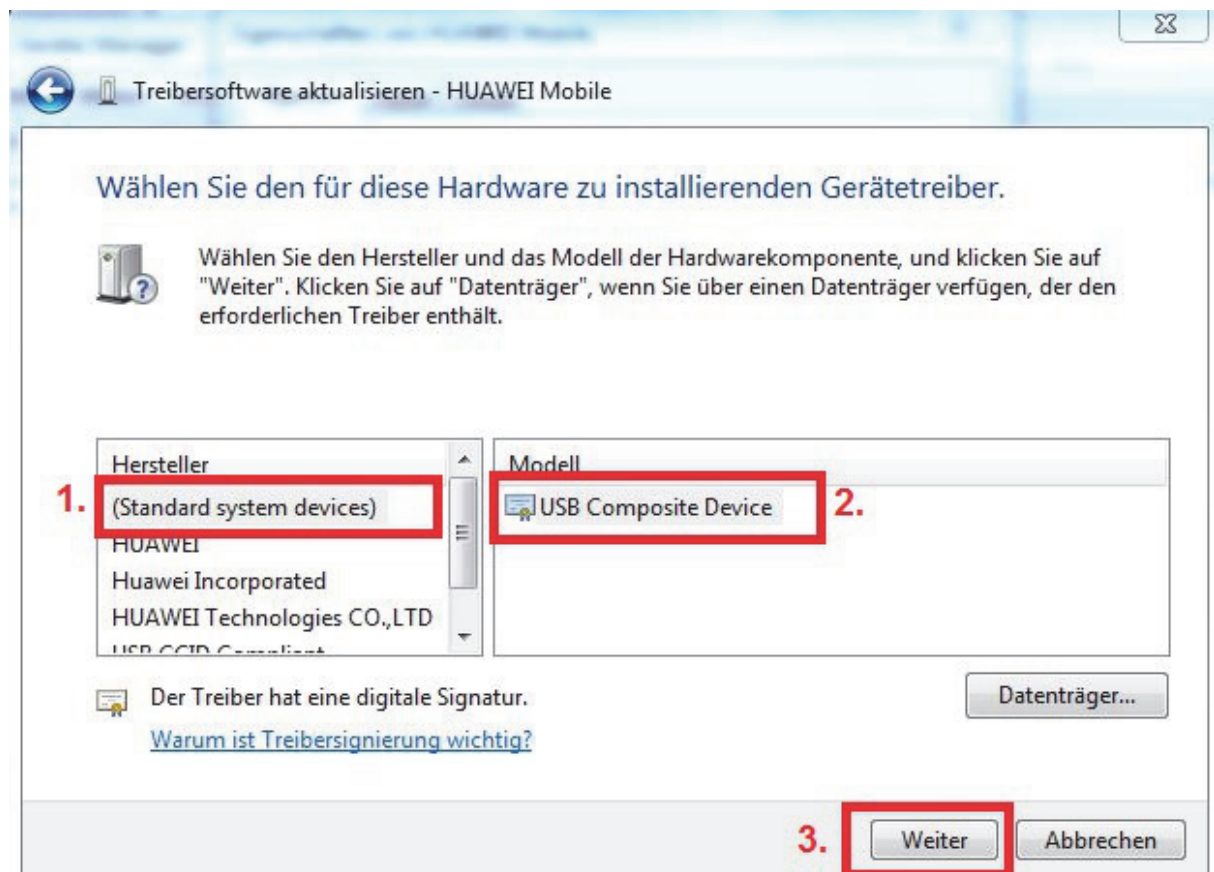 Treibersoftware aktualisieren - HUAWEI Mobile
Wählen Sie den für diese Hardware zu installierenden Gerätetreiber.
Wählen Sie den Hersteller und das Modell der Hardwarekomponente, und klicken Sie auf
"Weiter". Klicken Sie auf "Datenträger", wenn Sie über einen Datenträger verfügen, der den
erforderlichen Treiber enthält.
Hersteller
1. (Standard system devices)
HUAWEI
Huawei Incorporated
HUAWEI Technologies CO.,LTD
USB CCID Compliant
Modell
USB Composite Device 2.
Der Treiber hat eine digitale Signatur.
Datenträger...
Warum ist Treibersignierung wichtig?
3. Weiter Abbrechen